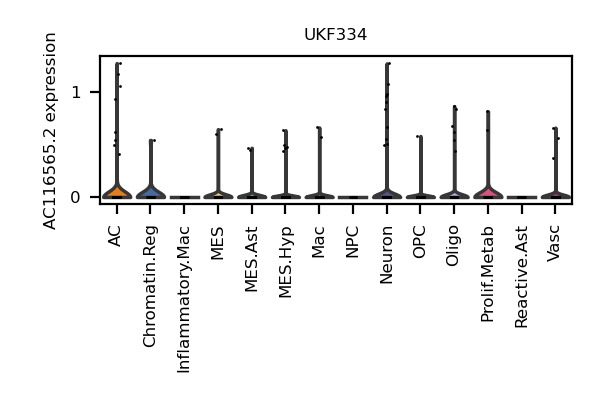 UKF334
AC116565.2 expression
1
0
AC
Chromatin.Reg
Inflammatory.Mac
MES
MES.Ast
MES.Hyp
Mac
NPC
Neuron
OPC
Oligo
Prolif.Metab
Reactive.Ast
Vasc